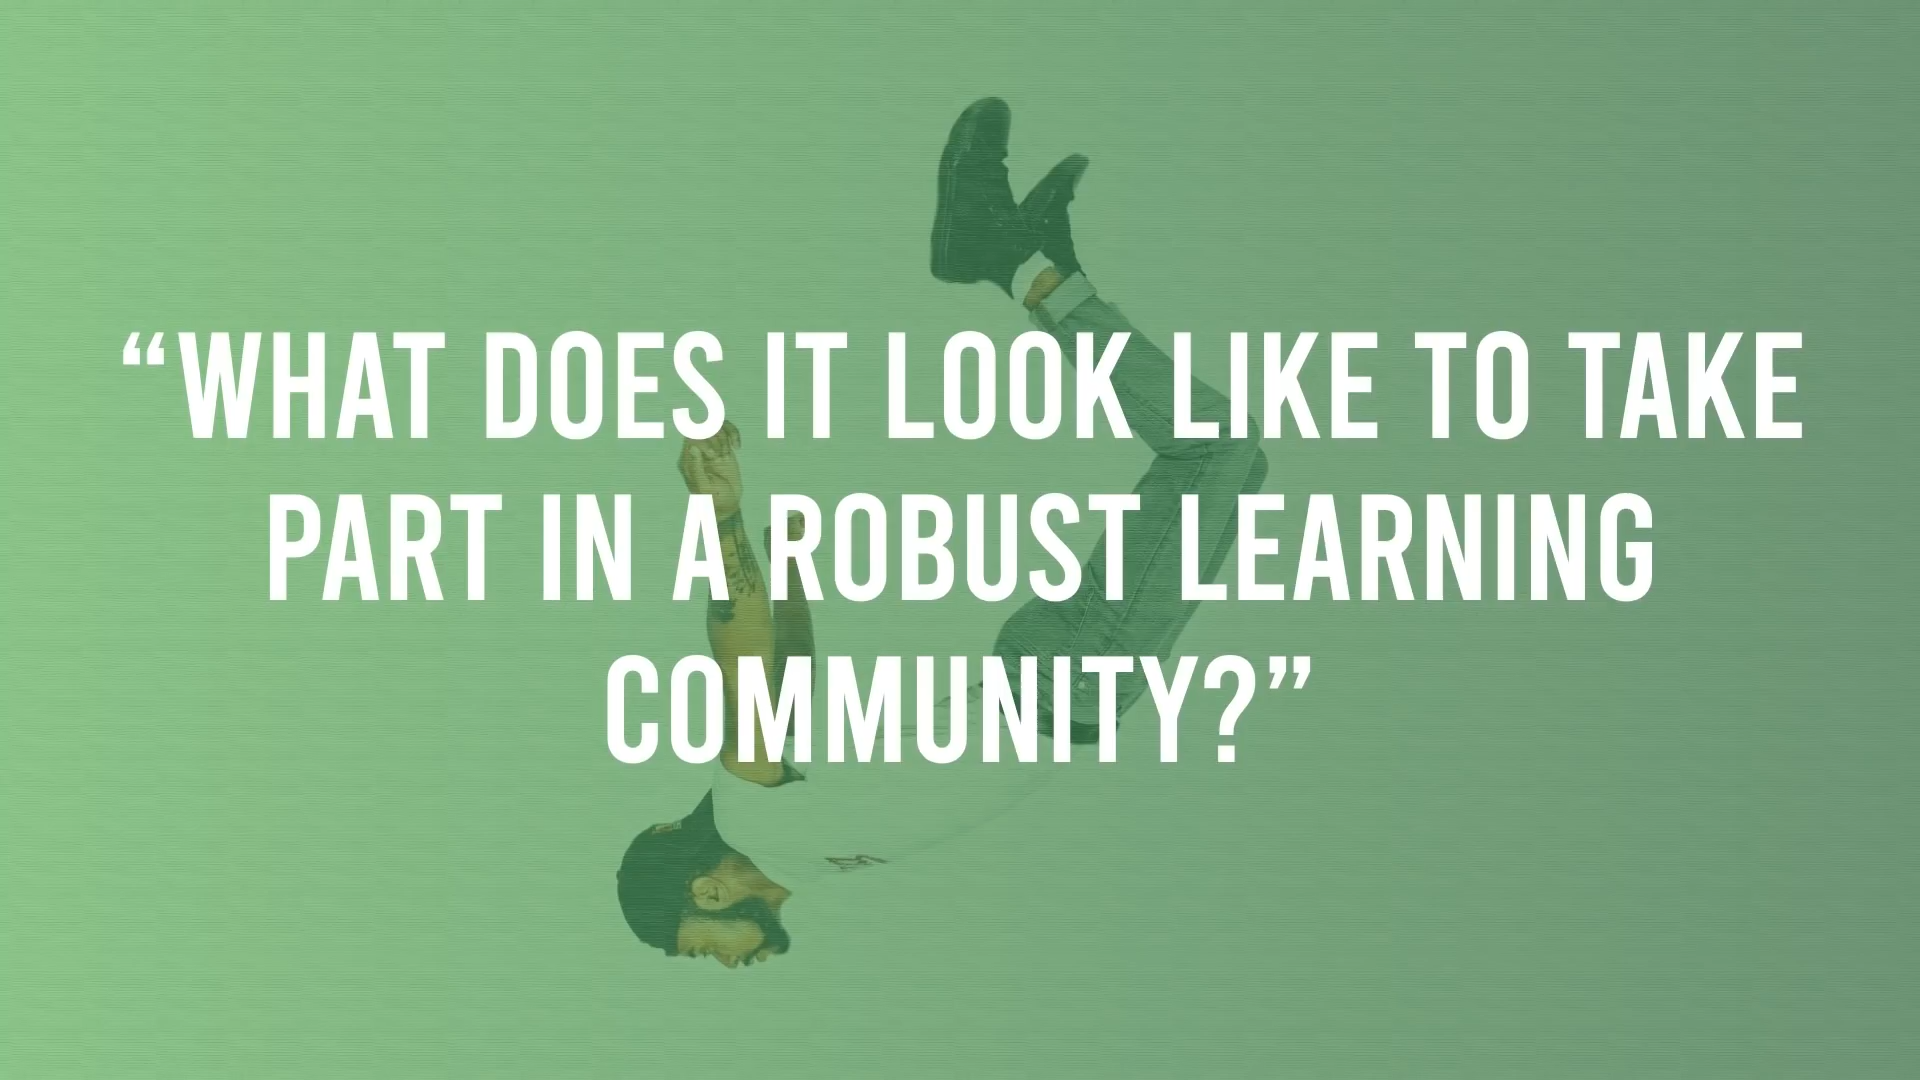 “WHAT DOES IT LOOK LIKE TO TAKE
PART IN A ROBUST LEARNING
COMMUNITY?”